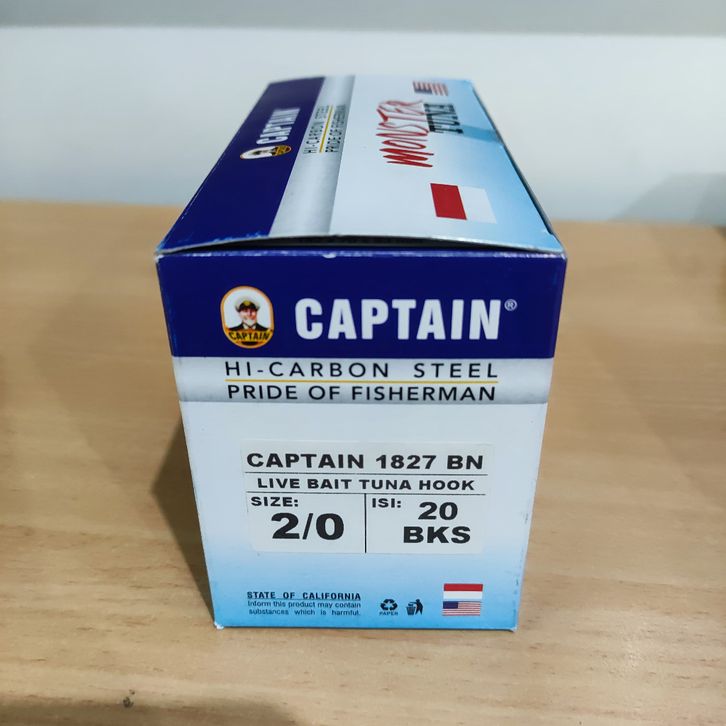 CAPTAIN
HI-CARBON STEEL
PRIDE OF FISHERMAN
MONSTER
TUNA
CAPTAIN
CAPTAIN®
HI-CARBON STEEL
PRIDE OF FISHERMAN
CAPTAIN 1827 BN
LIVE BAIT TUNA HOOK
SIZE:
2/0
ISI: 20
BKS
STATE OF CALIFORNIA
Inform this product may contain
substances which is harmful.
PAPER